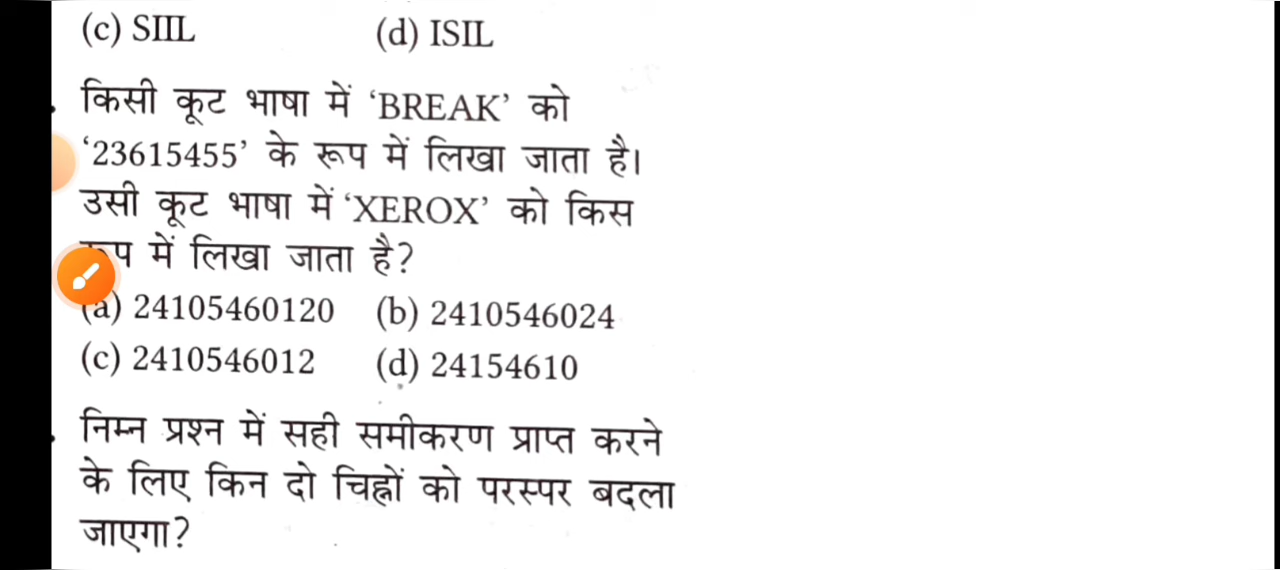 (c) SIIL (d) ISIL
किसी कूट भाषा में ‘BREAK’ को
‘23615455’ के रूप में लिखा जाता है।
उसी कूट भाषा में ‘XEROX’ को किस
में लिखा जाता है?
(a) 24105460120 (b) 2410546024
(c) 2410546012 (d) 24154610
निम्न प्रश्न में सही समीकरण प्राप्त करने
के लिए किन दो चिह्नों को परस्पर बदला
जाएगा?